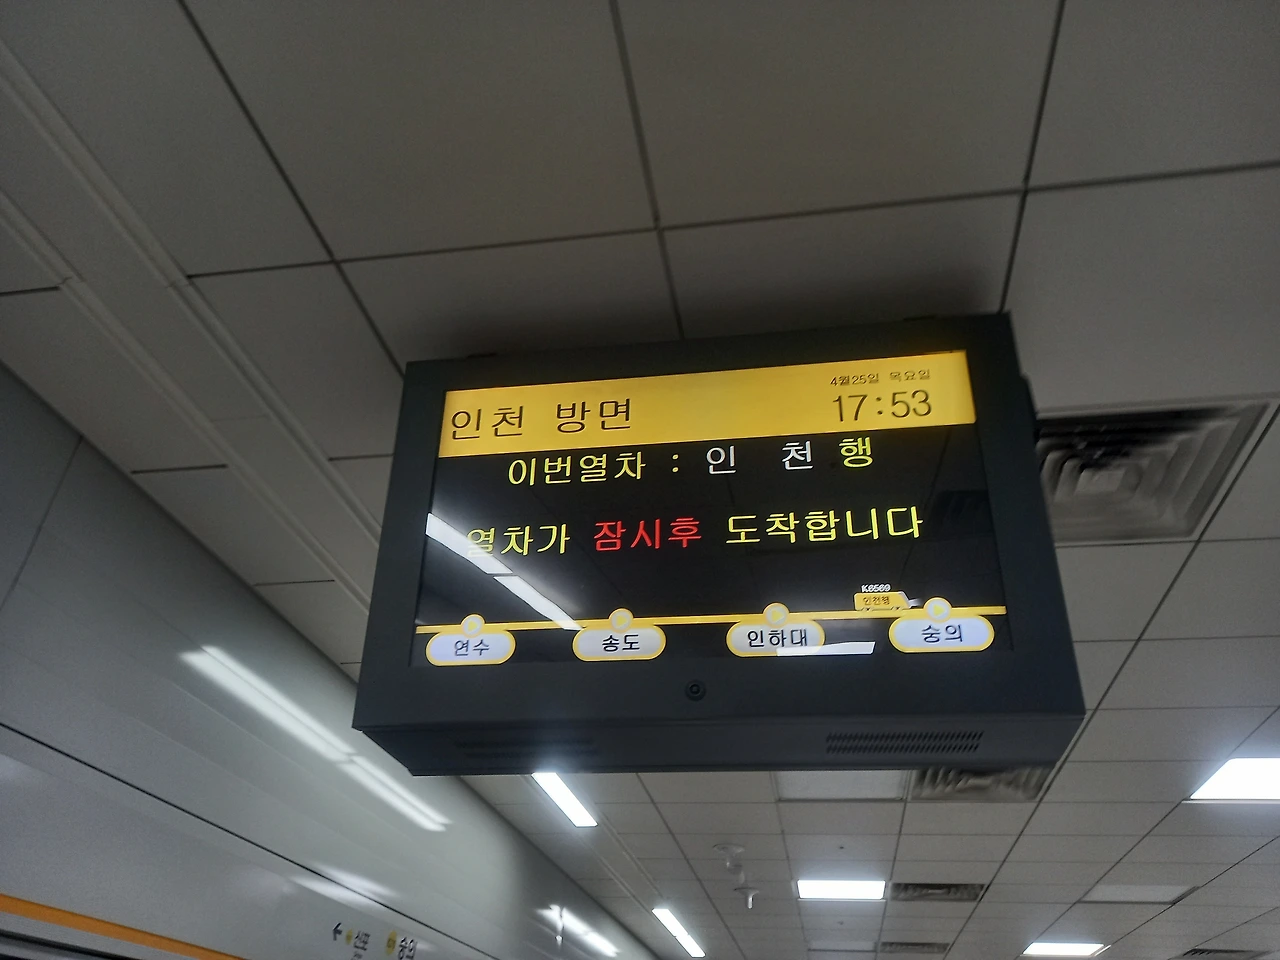 4월25일 목요일
인천 방면 17:53
이번열차 : 인 천 행
열차가 잠시후 도착합니다
K6569
인천행
연수 송도 인하대 숭의
숭의